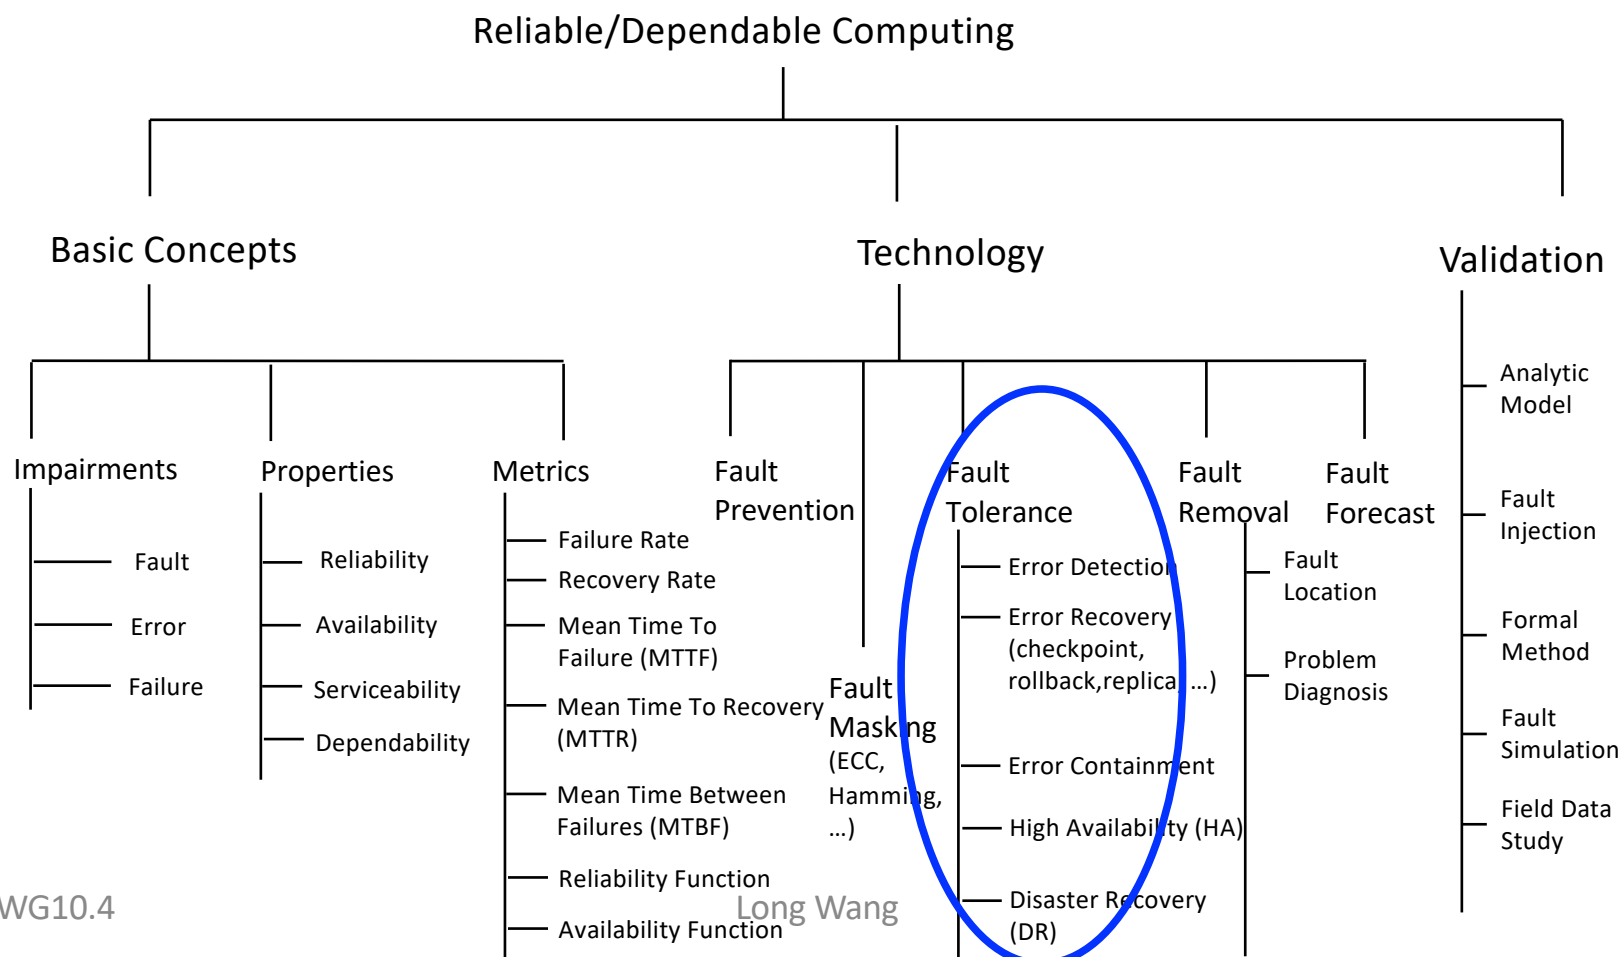 Reliable/Dependable Computing
Basic Concepts
Technology
Validation
Impairments
Fault
Error
Failure
Properties
Reliability
Availability
Serviceability
Dependability
Metrics
Failure Rate
Recovery Rate
Mean Time To
Failure (MTTF)
Mean Time To Recovery
(MTTR)
Mean Time Between
Failures (MTBF)
Reliability Function
Availability Function
Fault
Prevention
Fault
Masking
(ECC,
Hamming,
...)
Fault
Tolerance
Error Detection
Error Recovery
(checkpoint,
rollback,replica, ...)
Error Containment
High Availability (HA)
Disaster Recovery
(DR)
Fault
Removal
Fault
Location
Problem
Diagnosis
Fault
Forecast
Analytic
Model
Fault
Injection
Formal
Method
Fault
Simulation
Field Data
Study
WG10.4
Long Wang